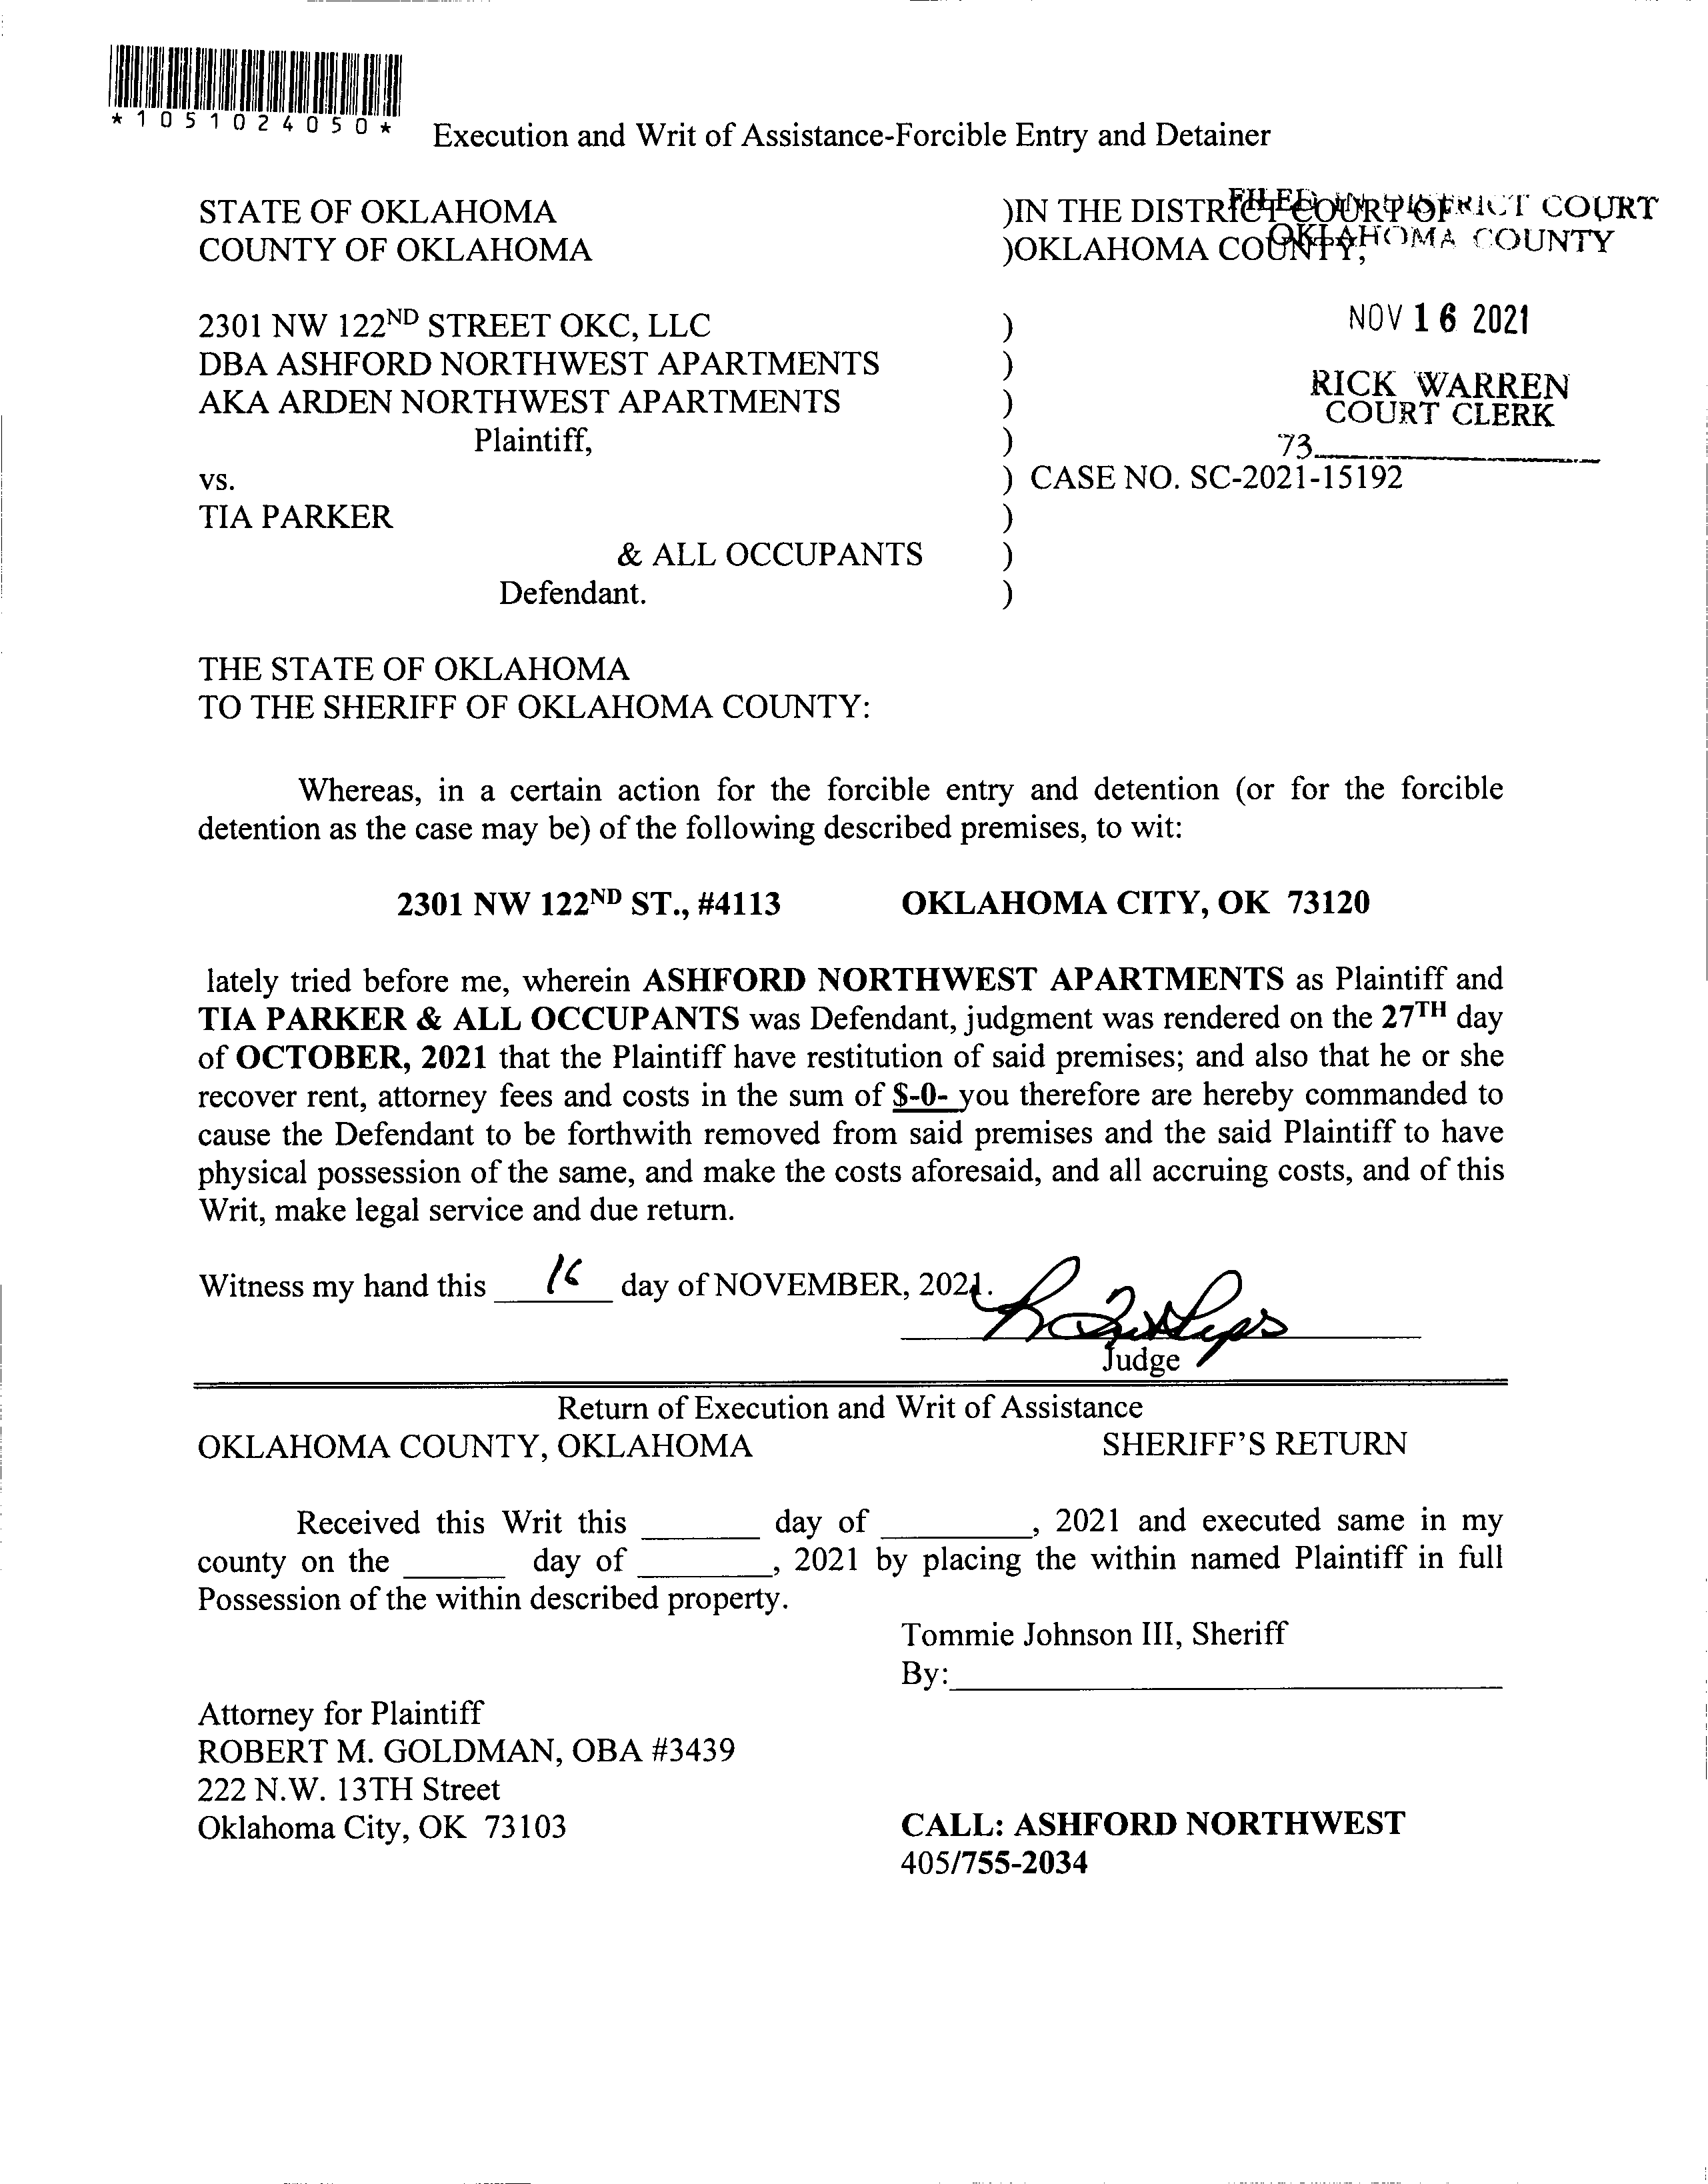 *1051024050*
Execution and Writ of Assistance-Forcible Entry and Detainer
STATE OF OKLAHOMA )IN THE DISTRICT COURT OF
FILED IN DISTRICT COURT
COUNTY OF OKLAHOMA )OKLAHOMA COUNTY,
OKLAHOMA COUNTY
2301 NW 122ND STREET OKC, LLC )
NOV 16 2021
DBA ASHFORD NORTHWEST APARTMENTS )
AKA ARDEN NORTHWEST APARTMENTS )
RICK WARREN
COURT CLERK
Plaintiff, )
73
vs. ) CASE NO. SC-2021-15192
TIA PARKER )
& ALL OCCUPANTS )
Defendant. )
THE STATE OF OKLAHOMA
TO THE SHERIFF OF OKLAHOMA COUNTY:
Whereas, in a certain action for the forcible entry and detention (or for the forcible
detention as the case may be) of the following described premises, to wit:
2301 NW 122ND ST., #4113 OKLAHOMA CITY, OK 73120
lately tried before me, wherein ASHFORD NORTHWEST APARTMENTS as Plaintiff and
TIA PARKER & ALL OCCUPANTS was Defendant, judgment was rendered on the 27TH day
of OCTOBER, 2021 that the Plaintiff have restitution of said premises; and also that he or she
recover rent, attorney fees and costs in the sum of $-0- you therefore are hereby commanded to
cause the Defendant to be forthwith removed from said premises and the said Plaintiff to have
physical possession of the same, and make the costs aforesaid, and all accruing costs, and of this
Writ, make legal service and due return.
Witness my hand this 16 day of NOVEMBER, 2021.
Judge
Return of Execution and Writ of Assistance
OKLAHOMA COUNTY, OKLAHOMA SHERIFF'S RETURN
Received this Writ this ______ day of ________, 2021 and executed same in my
county on the ______ day of ________, 2021 by placing the within named Plaintiff in full
Possession of the within described property.
Tommie Johnson III, Sheriff
By:
Attorney for Plaintiff
ROBERT M. GOLDMAN, OBA #3439
222 N.W. 13TH Street
Oklahoma City, OK 73103
CALL: ASHFORD NORTHWEST
405/755-2034